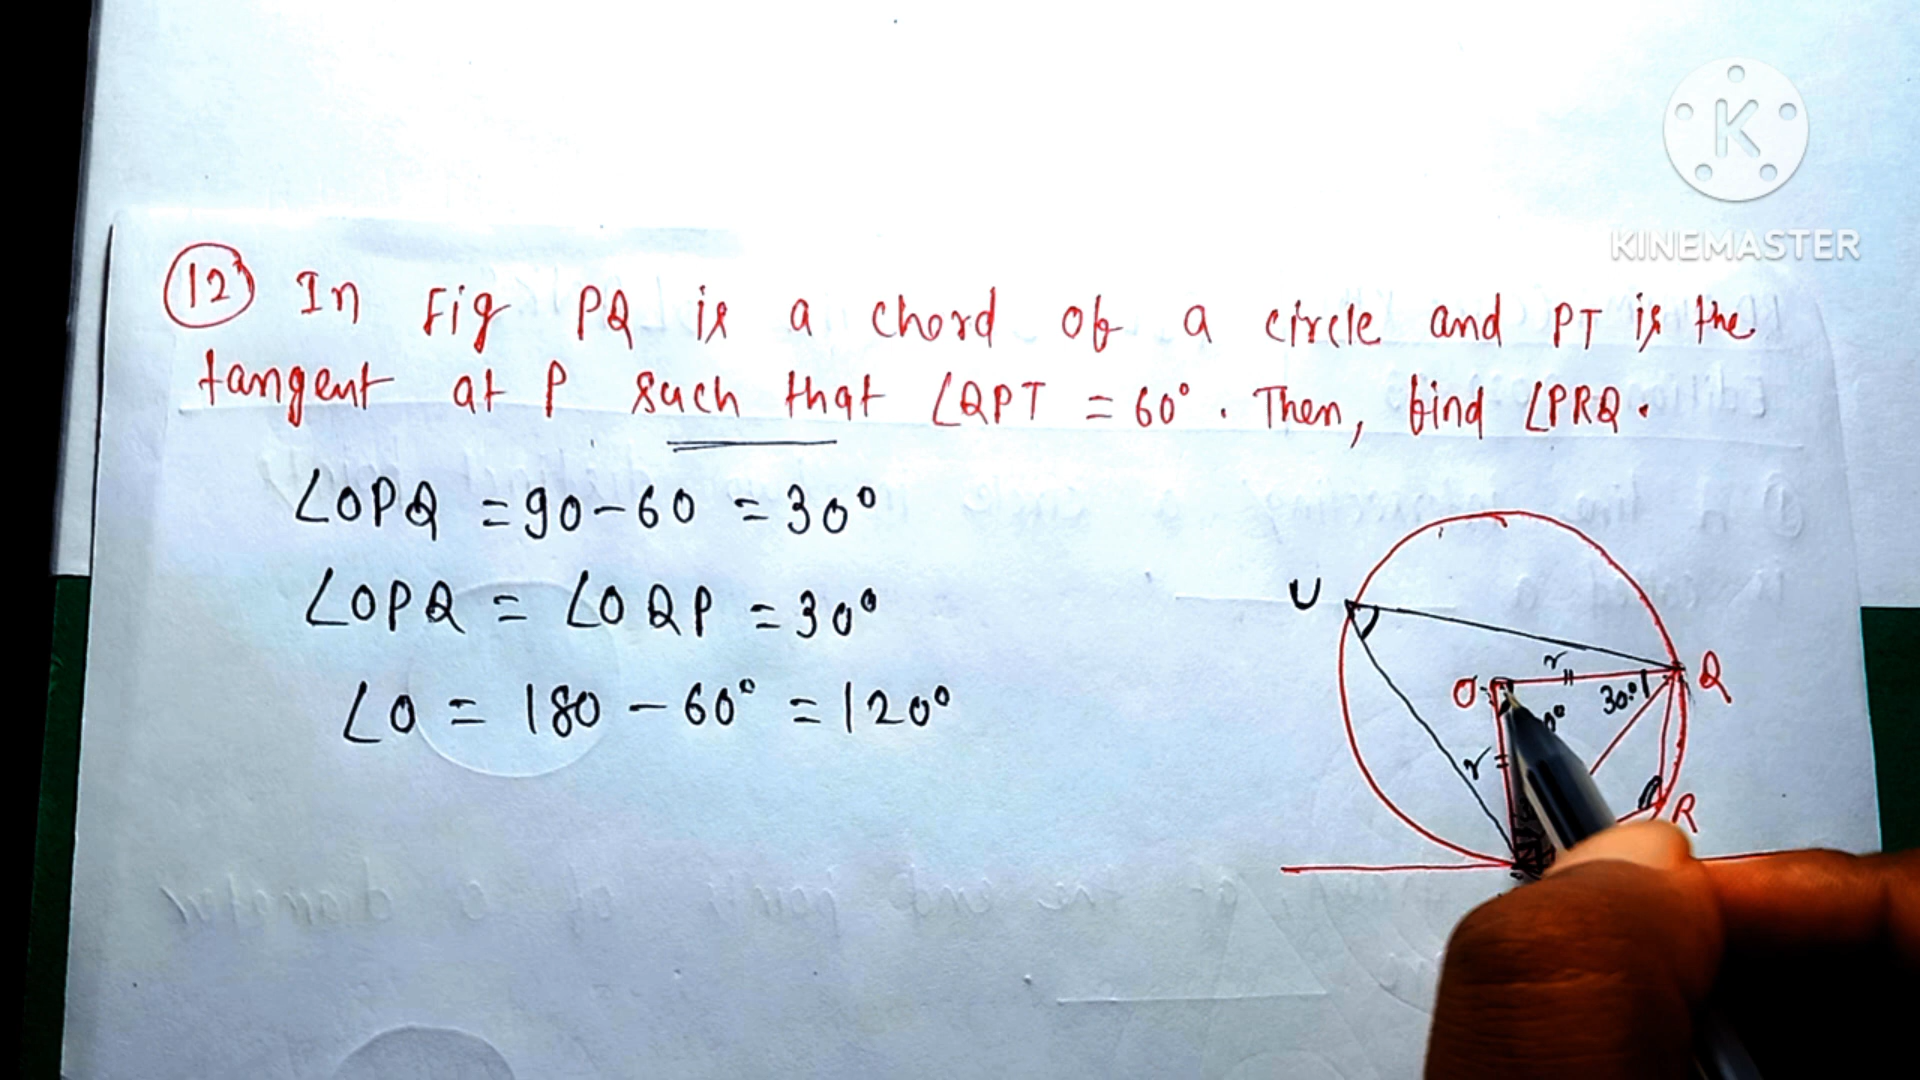 K
KINEMASTER
12 In Fig PQ is a chord of a circle and PT is the
tangent at P such that ∠QPT = 60°. Then, find ∠PRQ.
∠OPQ = 90-60 = 30°
∠OPQ = ∠OQP = 30°
∠O = 180 - 60° = 120°
U
r
O
30°
Q
r
R